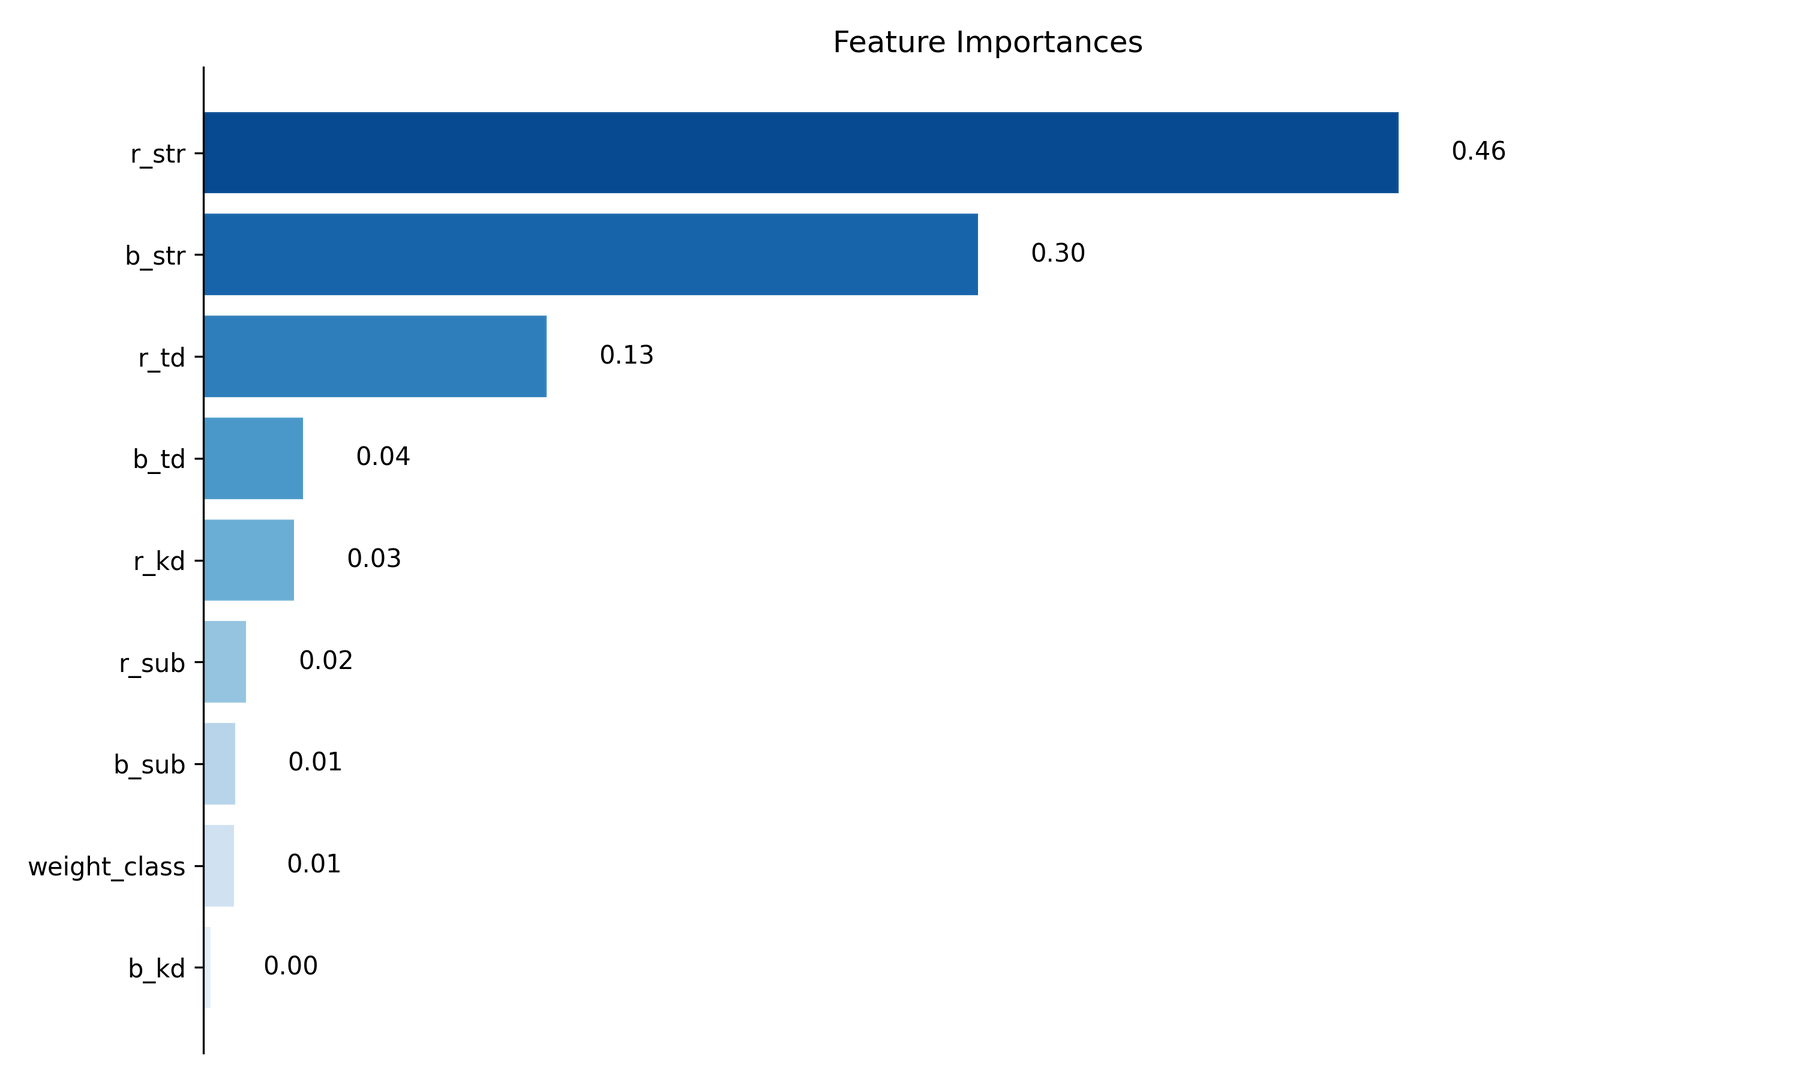 Feature Importances
r_str 0.46
b_str 0.30
r_td 0.13
b_td 0.04
r_kd 0.03
r_sub 0.02
b_sub 0.01
weight_class 0.01
b_kd 0.00